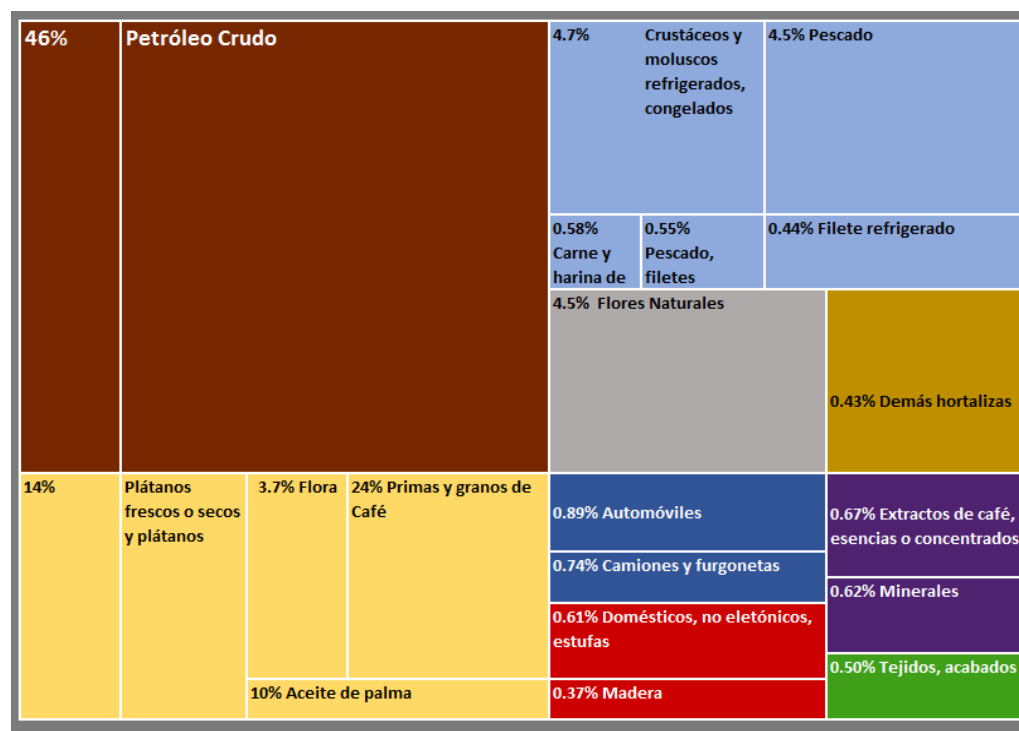 46% Petróleo Crudo
4.7% Crustáceos y
moluscos
refrigerados,
congelados
4.5% Pescado
0.58%
Carne y
harina de
0.55%
Pescado,
filetes
0.44% Filete refrigerado
4.5% Flores Naturales
0.43% Demás hortalizas
14% Plátanos
frescos o secos
y plátanos
3.7% Flora
24% Primas y granos de
Café
10% Aceite de palma
0.89% Automóviles
0.74% Camiones y furgonetas
0.61% Domésticos, no eletónicos,
estufas
0.37% Madera
0.67% Extractos de café,
esencias o concentrados
0.62% Minerales
0.50% Tejidos, acabados